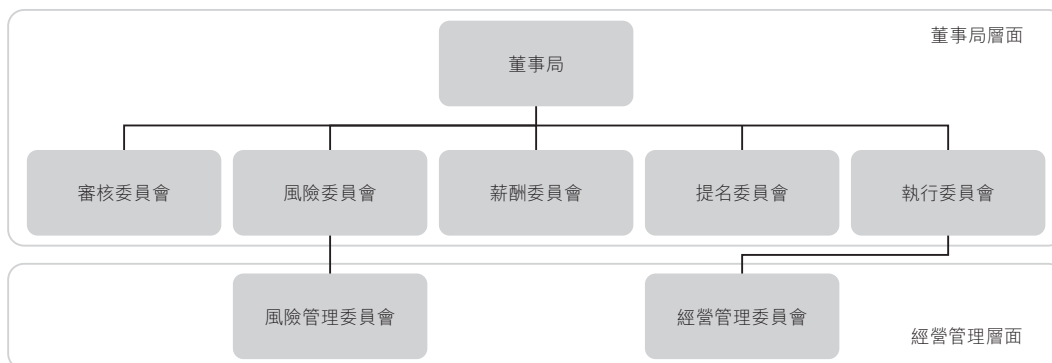 董事局層面
董事局
審核委員會
風險委員會
薪酬委員會
提名委員會
執行委員會
風險管理委員會
經營管理委員會
經營管理層面